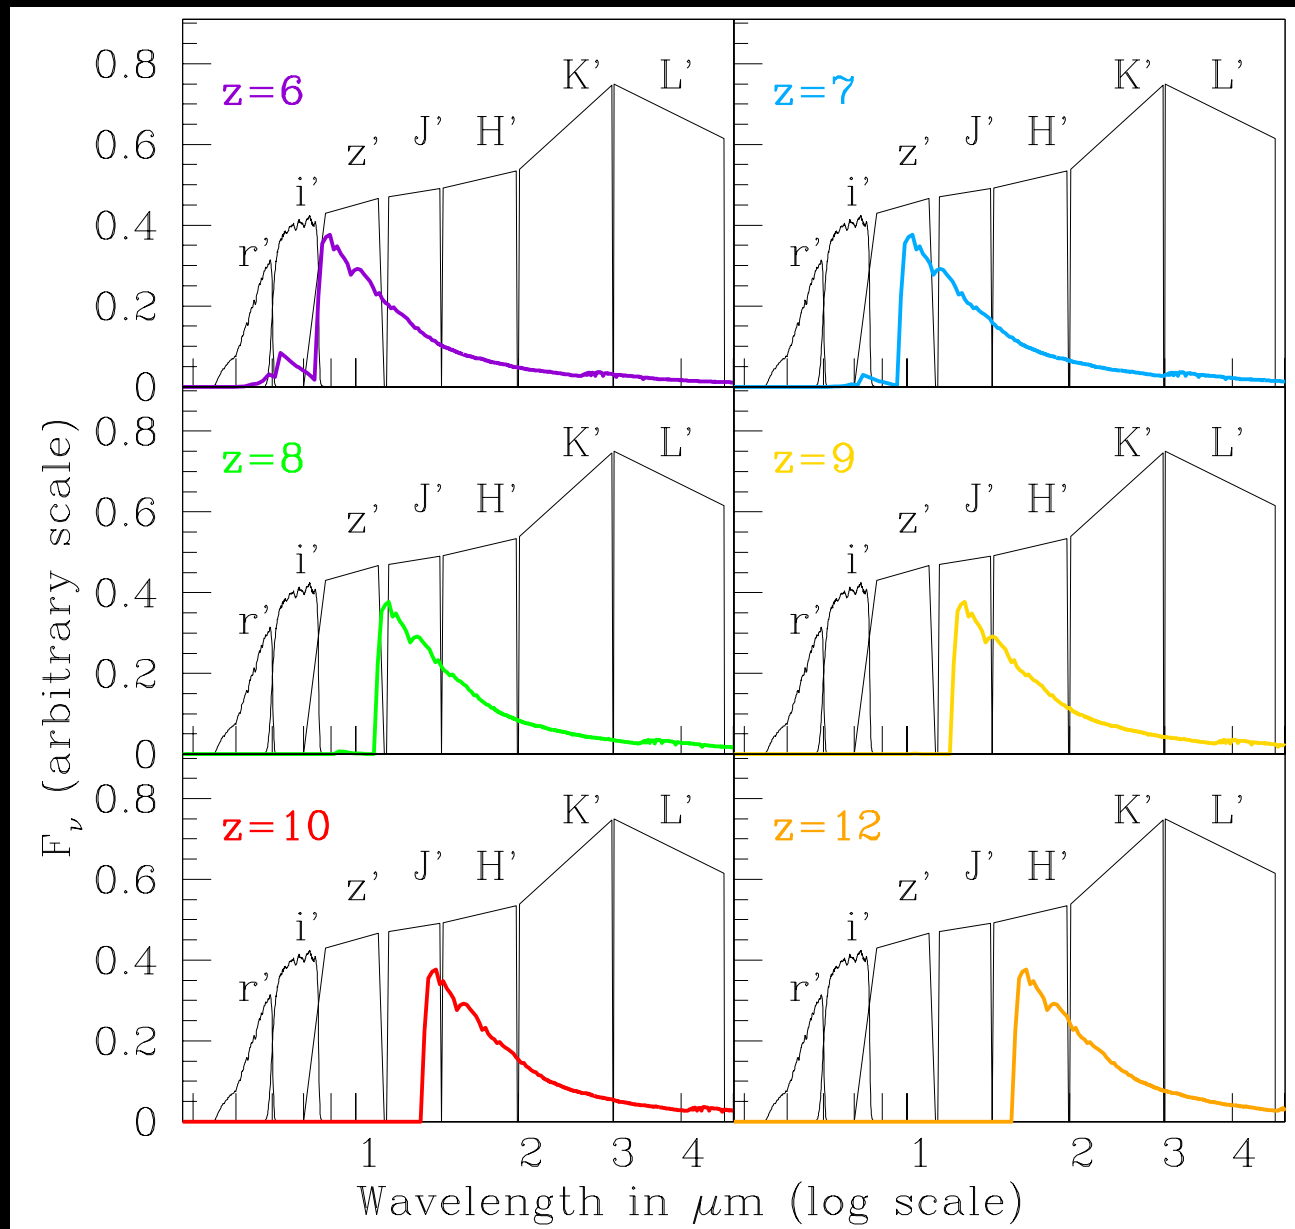 0.8
0.6
0.4
0.2
0
z=6
r'
i'
z'
J'
H'
K'
L'
z=7
r'
i'
z'
J'
H'
K'
L'
0.8
0.6
0.4
0.2
0
z=8
r'
i'
z'
J'
H'
K'
L'
z=9
r'
i'
z'
J'
H'
K'
L'
0.8
0.6
0.4
0.2
0
z=10
r'
i'
z'
J'
H'
K'
L'
z=12
r'
i'
z'
J'
H'
K'
L'
F_ν (arbitrary scale)
1 2 3 4
1 2 3 4
Wavelength in μm (log scale)